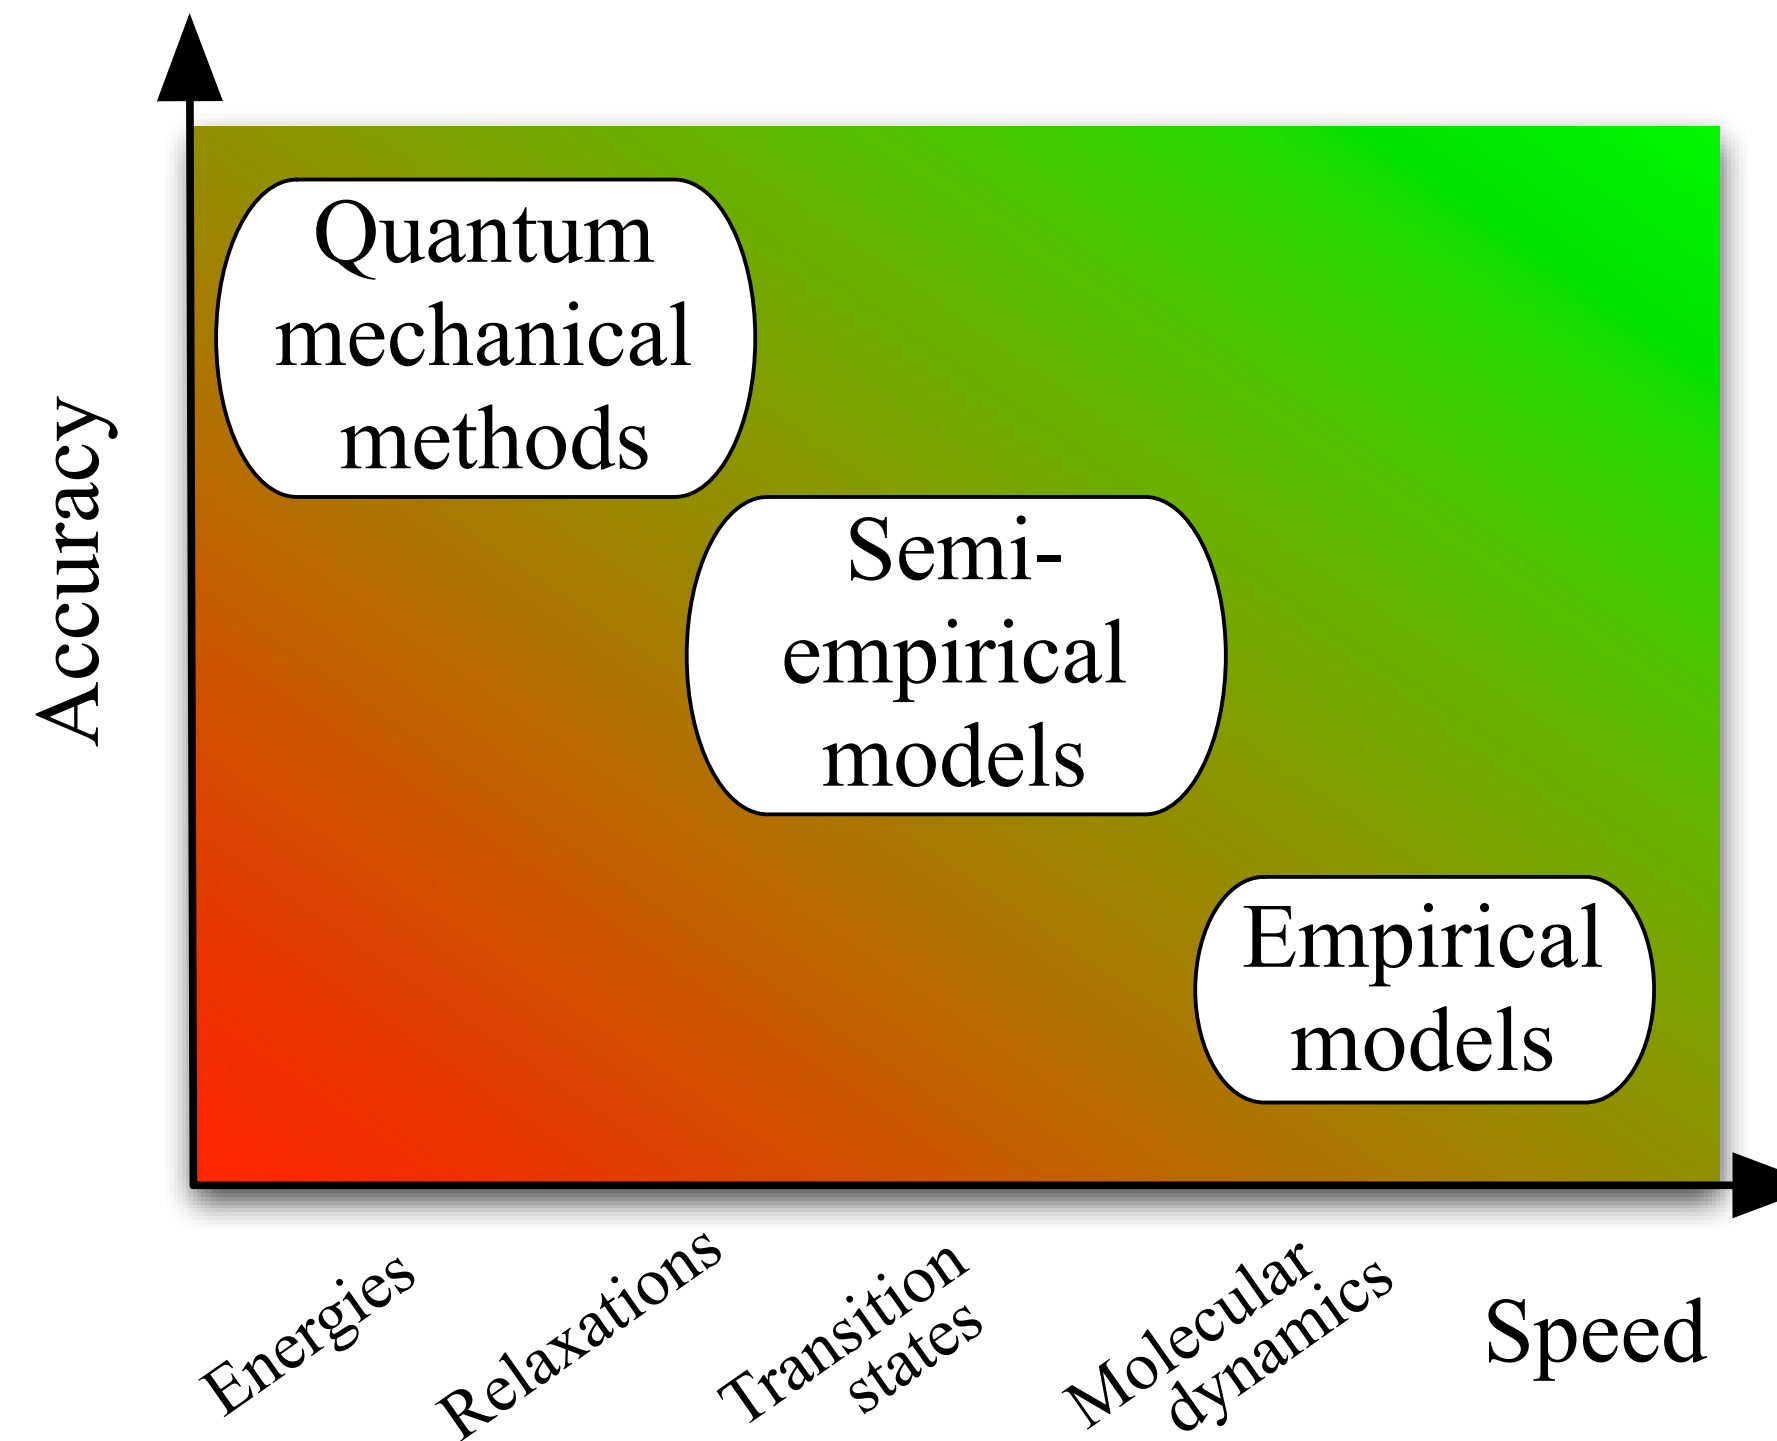 Accuracy
Quantum
mechanical
methods
Semi-
empirical
models
Empirical
models
Energies
Relaxations
Transition
states
Molecular
dynamics
Speed